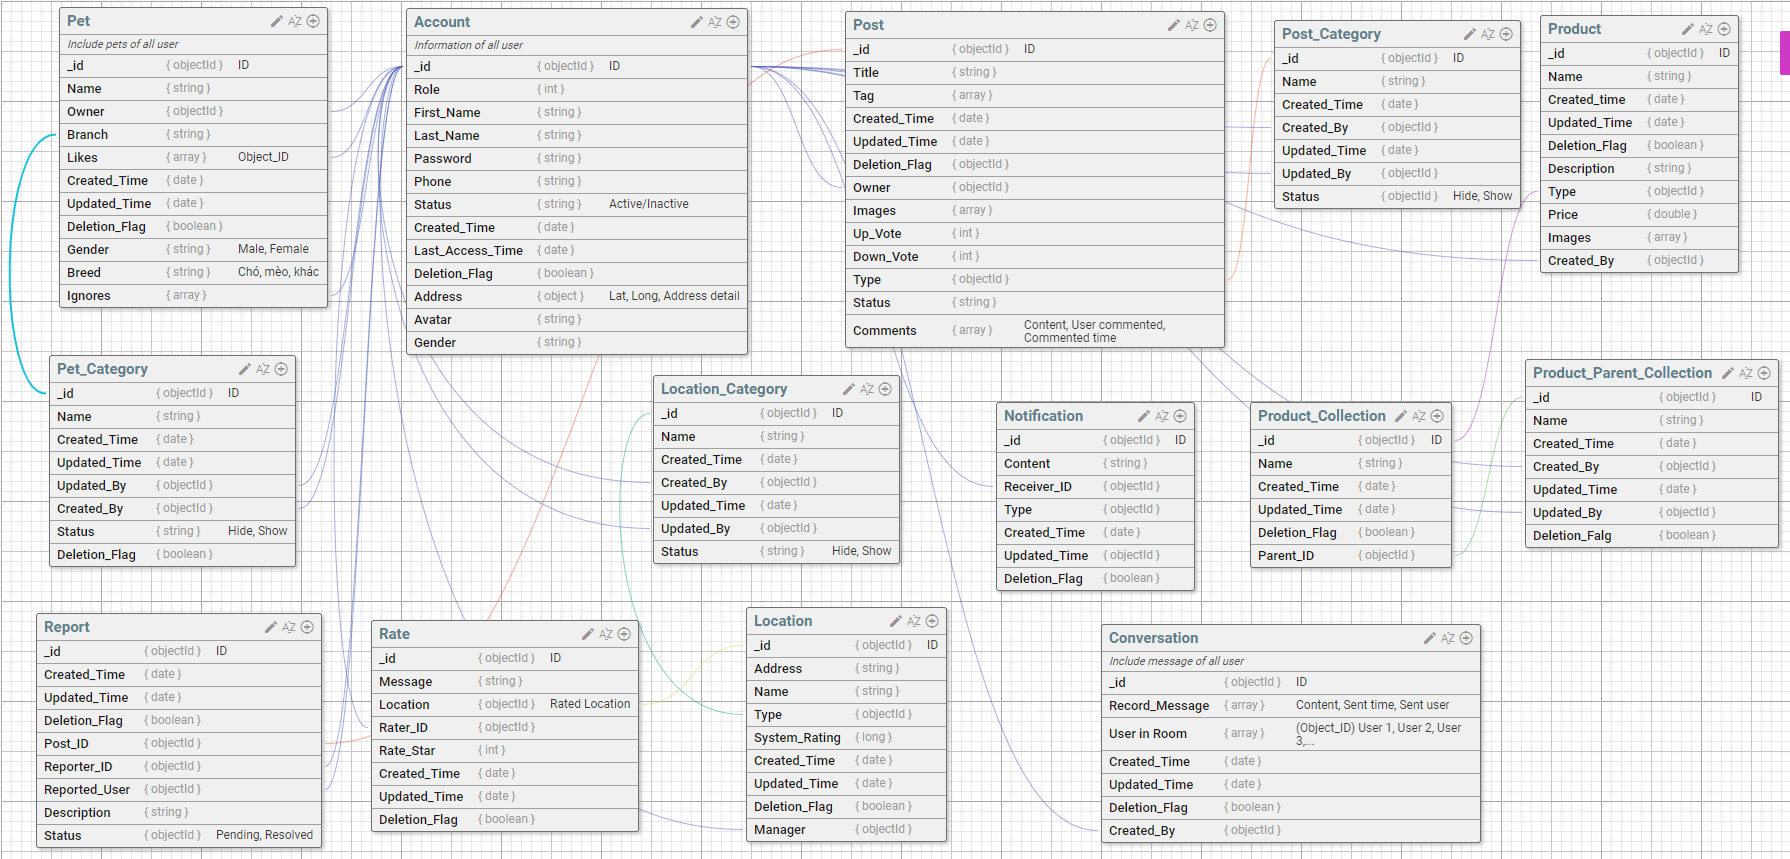 Pet
Include pets of all user
_id { objectId } ID
Name { string }
Owner { objectId }
Branch { string }
Likes { array } Object_ID
Created_Time { date }
Updated_Time { date }
Deletion_Flag { boolean }
Gender { string } Male, Female
Breed { string } Chó, mèo, khác
Ignores { array }
Account
Information of all user
_id { objectId } ID
Role { int }
First_Name { string }
Last_Name { string }
Password { string }
Phone { string }
Status { string } Active/Inactive
Created_Time { date }
Last_Access_Time { date }
Deletion_Flag { boolean }
Address { object } Lat, Long, Address detail
Avatar { string }
Gender { string }
Post
_id { objectId } ID
Title { string }
Tag { array }
Created_Time { date }
Updated_Time { date }
Deletion_Flag { objectId }
Owner { objectId }
Images { array }
Up_Vote { int }
Down_Vote { int }
Type { objectId }
Status { string }
Comments { array } Content, User commented,
Commented time
Post_Category
_id { objectId } ID
Name { string }
Created_Time { date }
Created_By { objectId }
Updated_Time { date }
Updated_By { objectId }
Status { objectId } Hide, Show
Product
_id { objectId } ID
Name { string }
Created_time { date }
Updated_Time { date }
Deletion_Flag { boolean }
Description { string }
Type { objectId }
Price { double }
Images { array }
Created_By { objectId }
Pet_Category
_id { objectId } ID
Name { string }
Created_Time { date }
Updated_Time { date }
Updated_By { objectId }
Created_By { objectId }
Status { string } Hide, Show
Deletion_Flag { boolean }
Location_Category
_id { objectId } ID
Name { string }
Created_Time { date }
Created_By { objectId }
Updated_Time { date }
Updated_By { objectId }
Status { string } Hide, Show
Notification
_id { objectId } ID
Content { string }
Receiver_ID { objectId }
Type { objectId }
Created_Time { date }
Updated_Time { objectId }
Deletion_Flag { boolean }
Product_Collection
_id { objectId } ID
Name { string }
Created_Time { date }
Updated_Time { date }
Deletion_Flag { boolean }
Parent_ID { objectId }
Product_Parent_Collection
_id { objectId } ID
Name { string }
Created_Time { date }
Created_By { objectId }
Updated_Time { date }
Updated_By { objectId }
Deletion_Falg { boolean }
Report
_id { objectId } ID
Created_Time { date }
Updated_Time { date }
Deletion_Flag { boolean }
Post_ID { objectId }
Reporter_ID { objectId }
Reported_User { objectId }
Description { string }
Status { objectId } Pending, Resolved
Rate
_id { objectId } ID
Message { string }
Location { objectId } Rated Location
Rater_ID { objectId }
Rate_Star { int }
Created_Time { date }
Updated_Time { date }
Deletion_Flag { boolean }
Location
_id { objectId } ID
Address { string }
Name { string }
Type { objectId }
System_Rating { long }
Created_Time { date }
Updated_Time { date }
Deletion_Flag { boolean }
Manager { objectId }
Conversation
Include message of all user
_id { objectId } ID
Record_Message { array } Content, Sent time, Sent user
User in Room { array } (Object_ID) User 1, User 2, User
3,...
Created_Time { date }
Updated_Time { date }
Deletion_Flag { boolean }
Created_By { objectId }